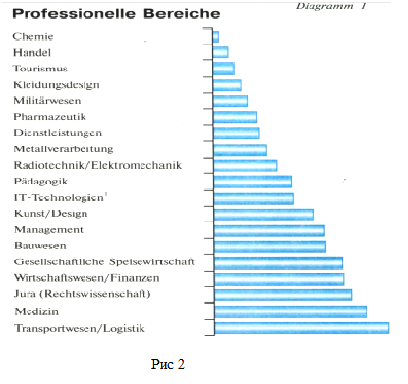 Diagramm 1
Professionelle Bereiche
Chemie
Handel
Tourismus
Kleidungsdesign
Militärwesen
Pharmazeutik
Dienstleistungen
Metallverarbeitung
Radiotechnik/Elektromechanik
Pädagogik
IT-Technologien¹
Kunst/Design
Management
Bauwesen
Gesellschaftliche Speisewirtschaft
Wirtschaftswesen/Finanzen
Jura (Rechtswissenschaft)
Medizin
Transportwesen/Logistik
Рис 2